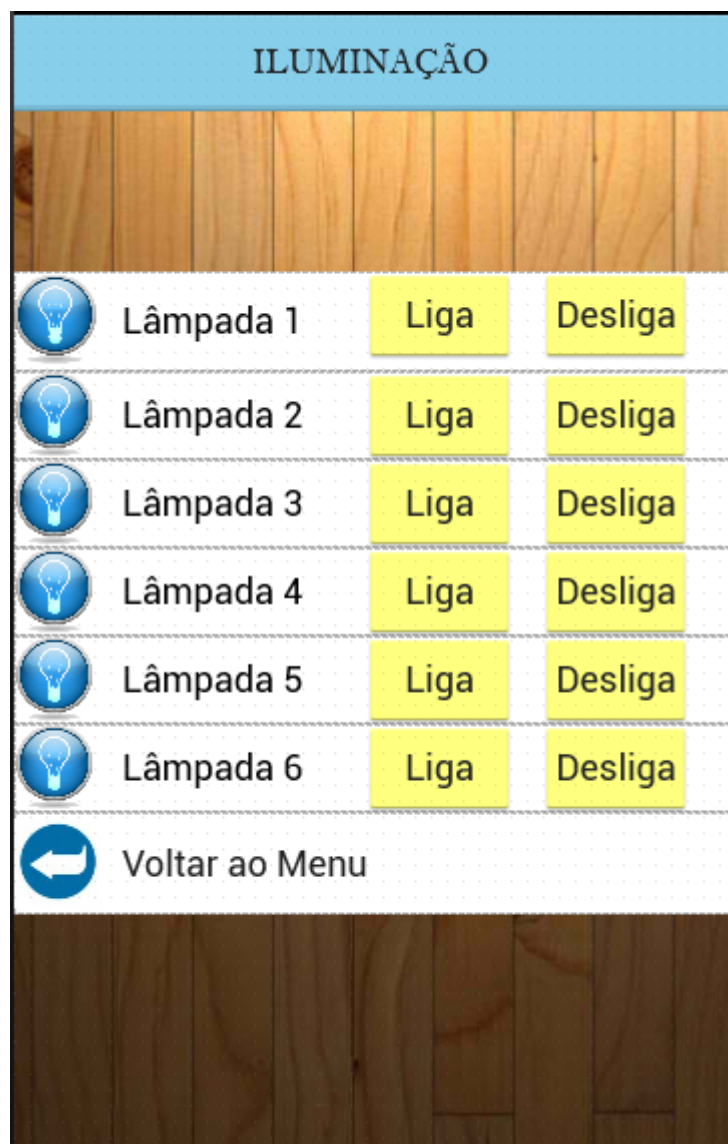 ILUMINAÇÃO
Lâmpada 1 Liga Desliga
Lâmpada 2 Liga Desliga
Lâmpada 3 Liga Desliga
Lâmpada 4 Liga Desliga
Lâmpada 5 Liga Desliga
Lâmpada 6 Liga Desliga
Voltar ao Menu